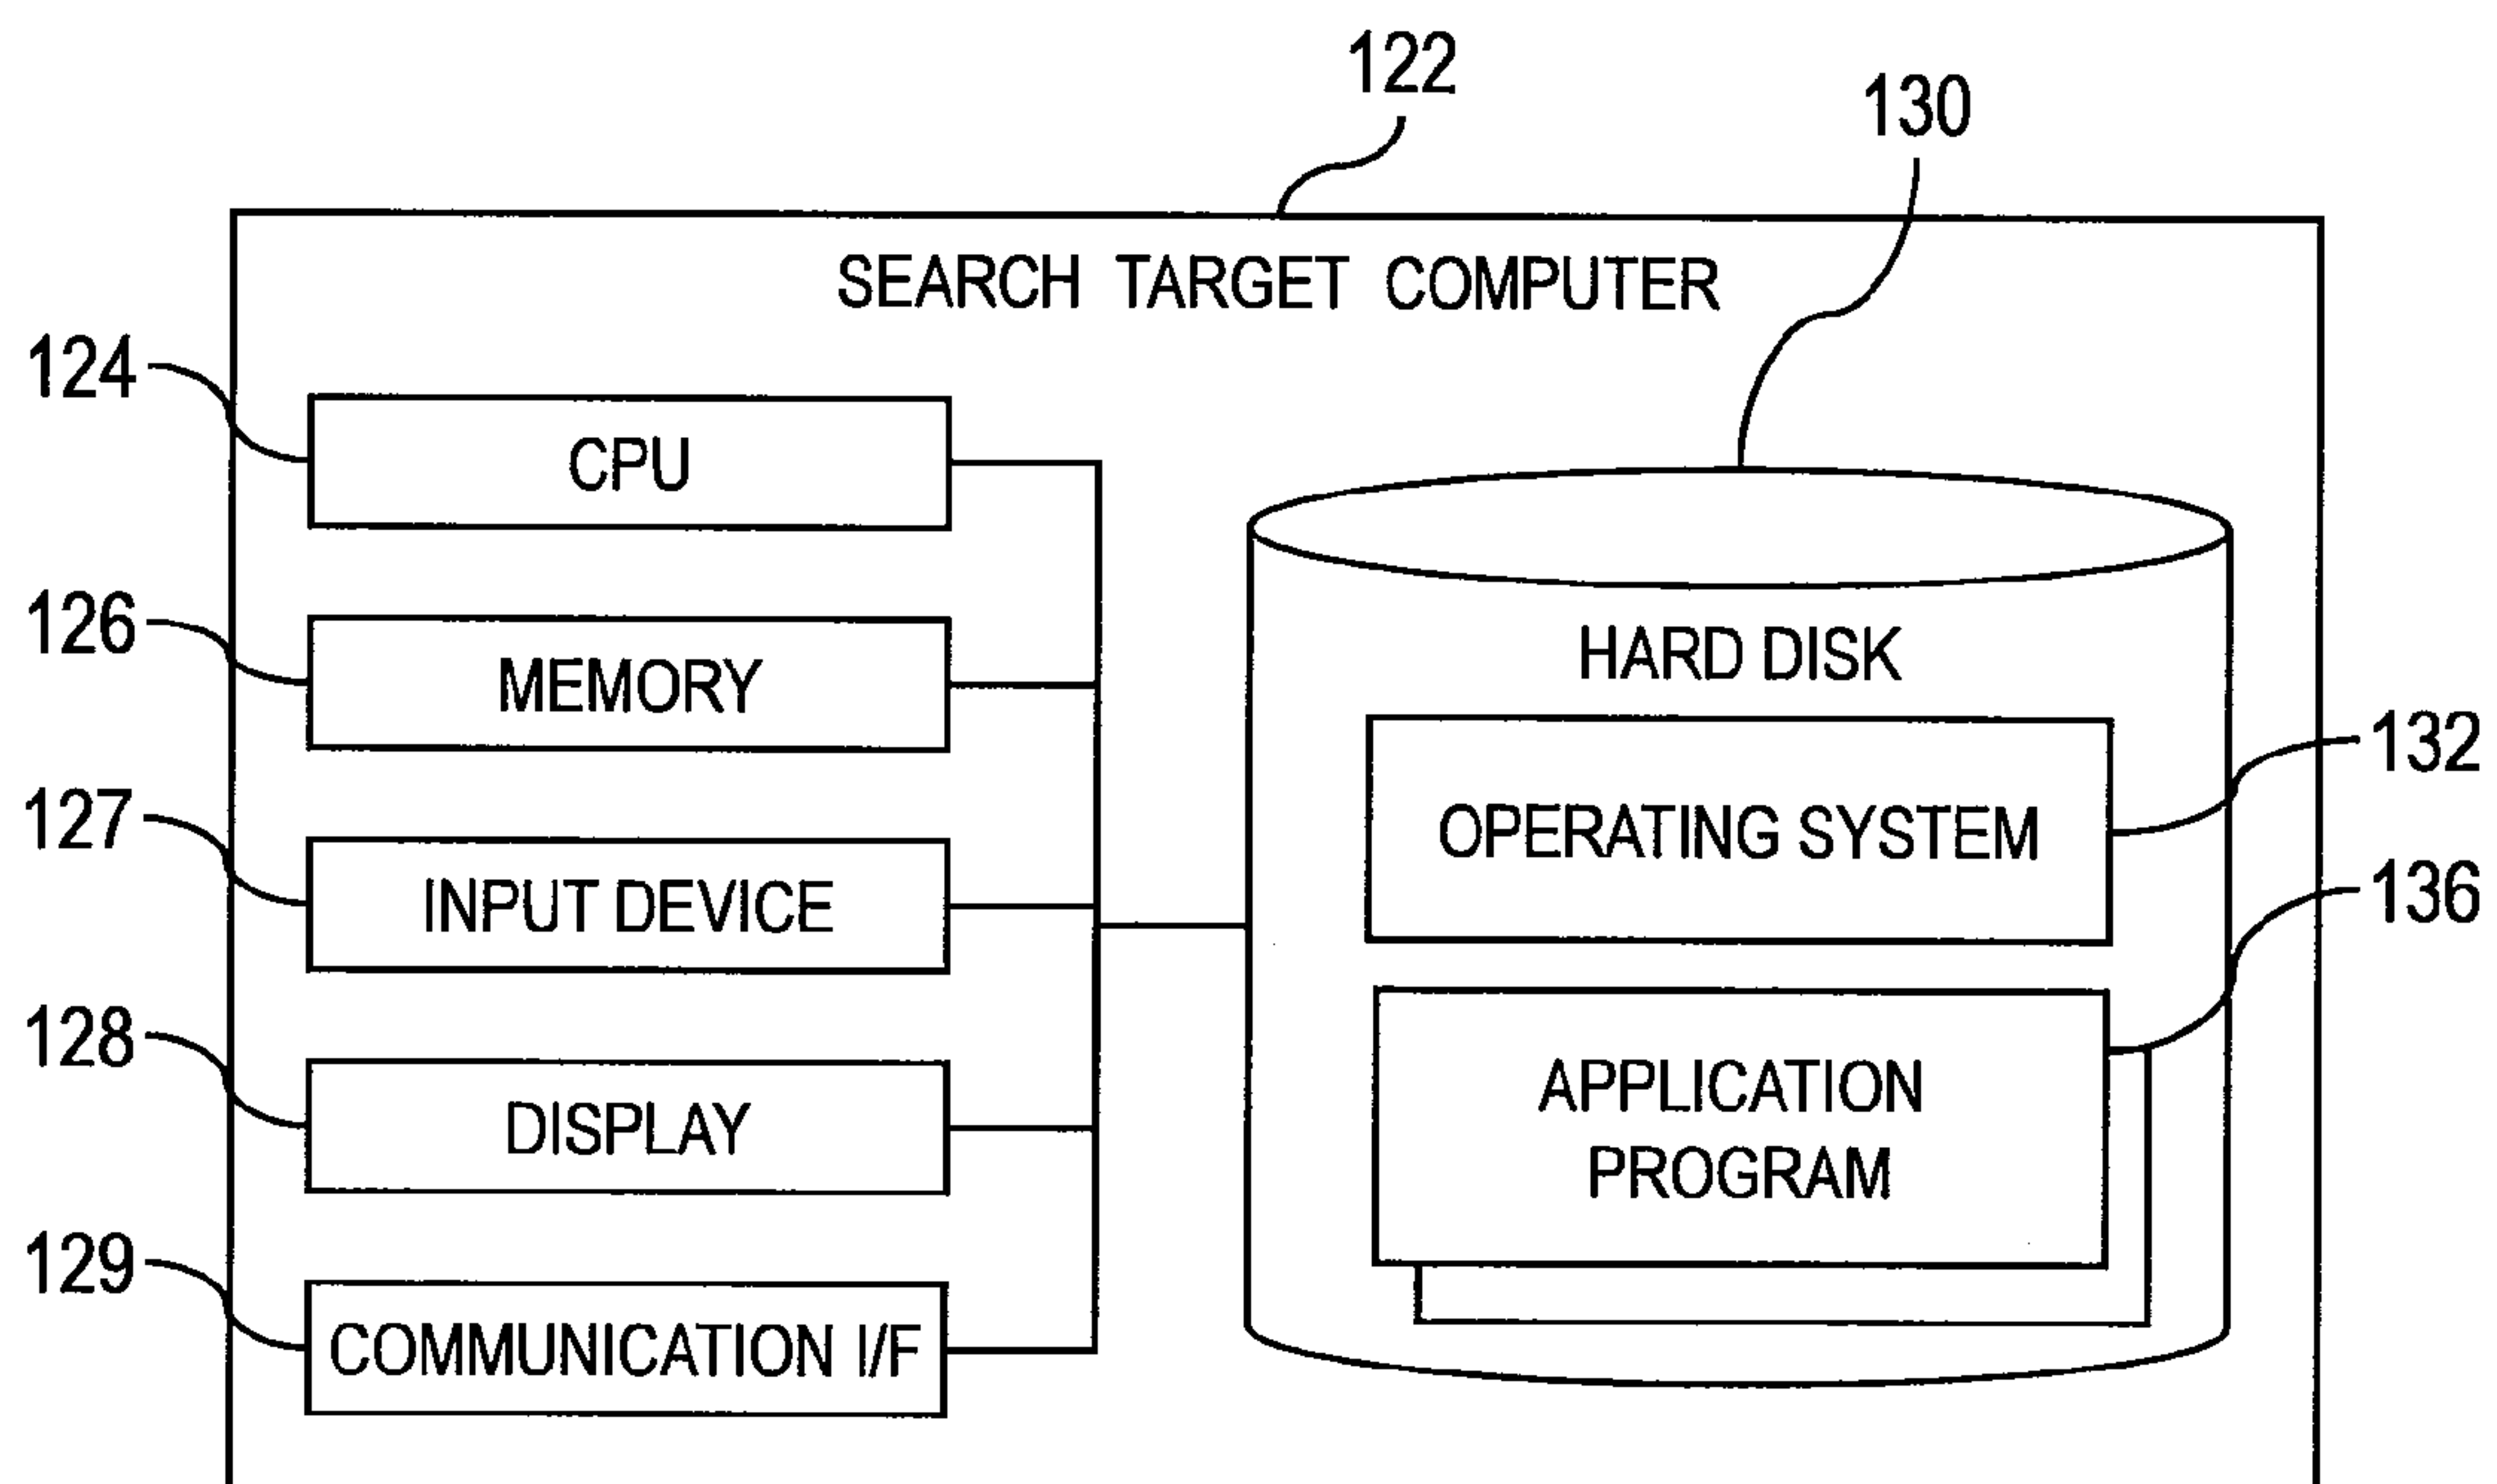 122
130
SEARCH TARGET COMPUTER
124
CPU
126
MEMORY
HARD DISK
132
127
INPUT DEVICE
OPERATING SYSTEM
136
128
DISPLAY
APPLICATION
PROGRAM
129
COMMUNICATION I/F